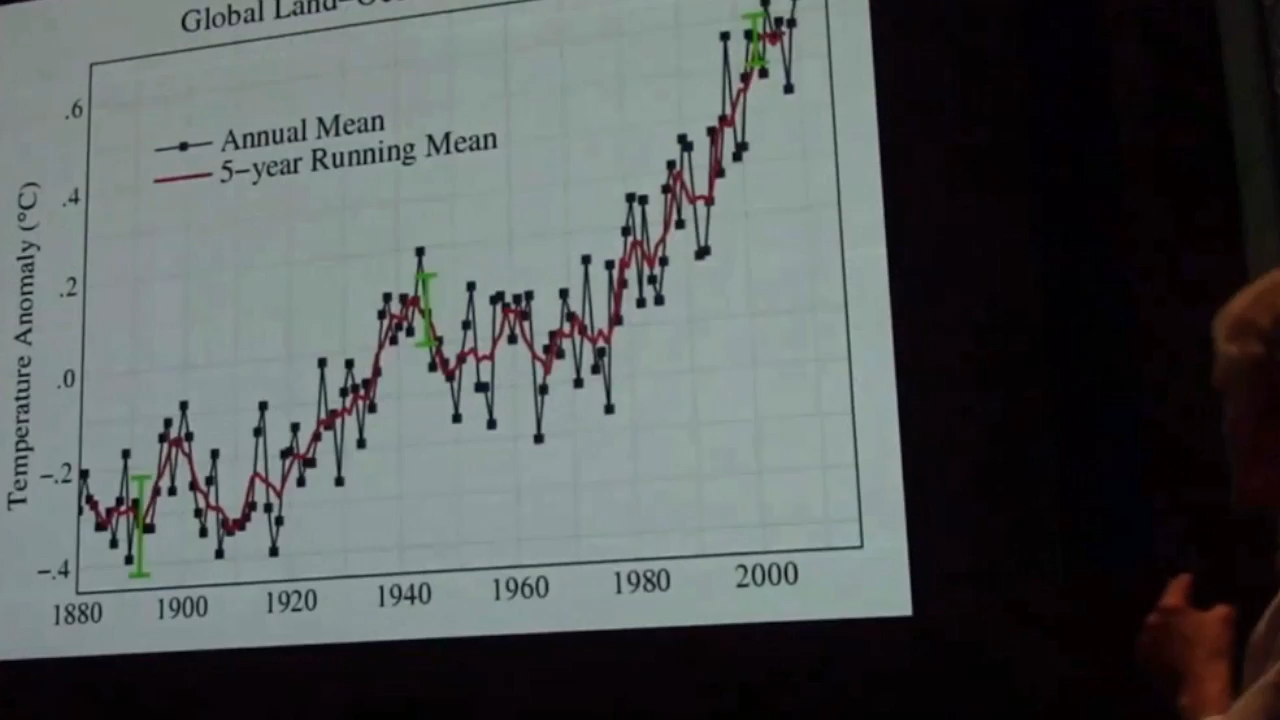 Global Land
.6
Annual Mean
5-year Running Mean
.4
Temperature Anomaly (°C)
.2
.0
-.2
-.4
1880 1900 1920 1940 1960 1980 2000